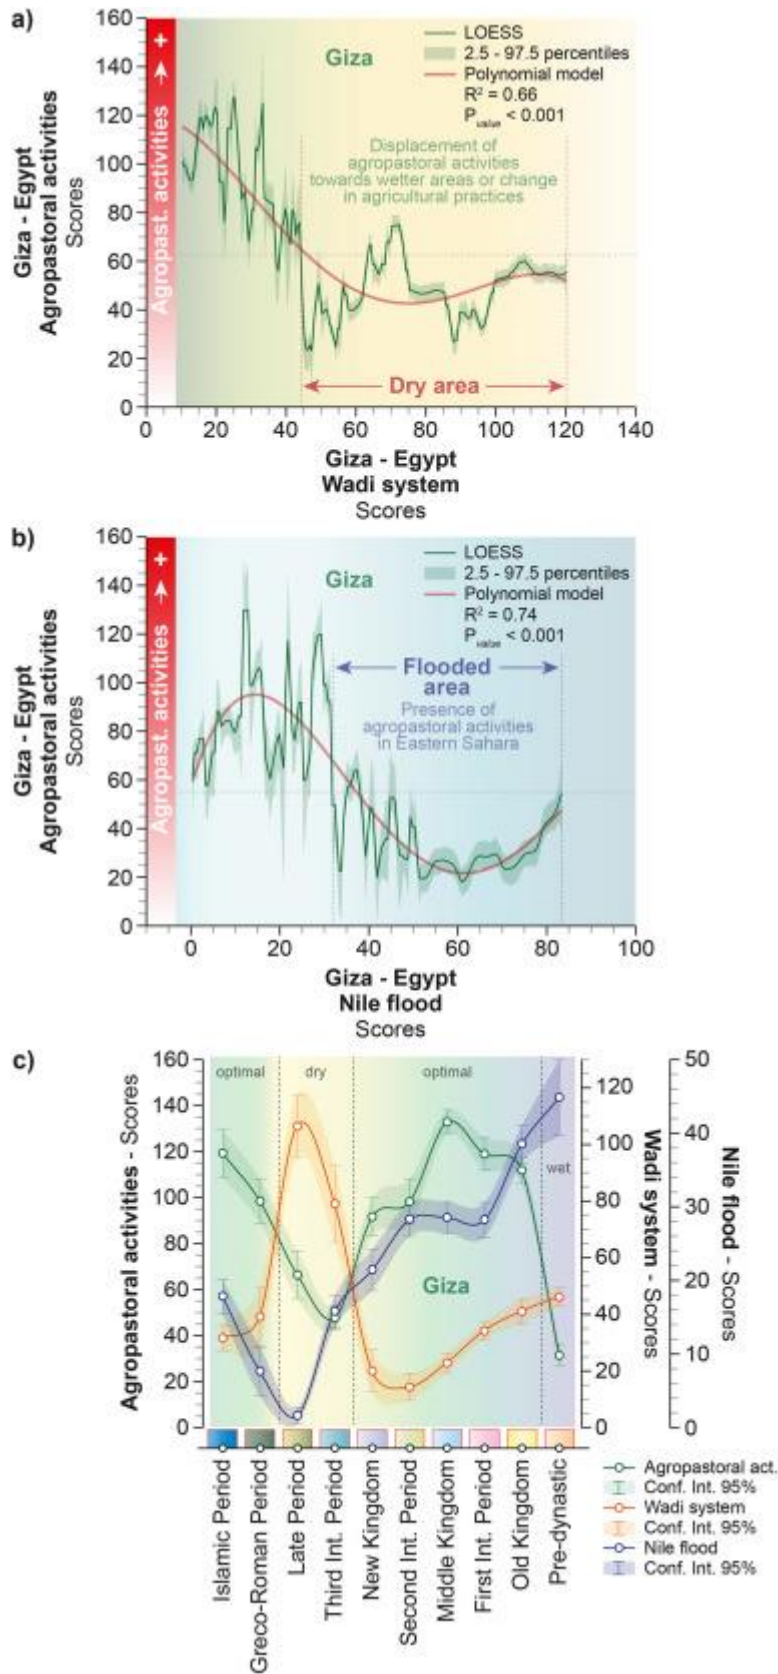 a)
160
140
120
100
80
60
40
20
0
Giza - Egypt
Agropastoral activities
Scores
Agropast. activities
+
Giza
LOESS
2.5 - 97.5 percentiles
Polynomial model
R² = 0.66
P value < 0.001
Displacement of
agropastoral activities
towards wetter areas or change
in agricultural practices
Dry area
0 20 40 60 80 100 120 140
Giza - Egypt
Wadi system
Scores
b)
160
140
120
100
80
60
40
20
0
Giza - Egypt
Agropastoral activities
Scores
Agropast. activities
+
Giza
LOESS
2.5 - 97.5 percentiles
Polynomial model
R² = 0.74
P value < 0.001
Flooded
area
Presence of
agropastoral activities
in Eastern Sahara
0 20 40 60 80 100
Giza - Egypt
Nile flood
Scores
c)
160
140
120
100
80
60
40
20
0
Agropastoral activities - Scores
optimal
dry
optimal
wet
Giza
120
100
80
60
40
20
0
Wadi system - Scores
50
40
30
20
10
0
Nile flood - Scores
Islamic Period
Greco-Roman Period
Late Period
Third Int. Period
New Kingdom
Second Int. Period
Middle Kingdom
First Int. Period
Old Kingdom
Pre-dynastic
Agropastoral act.
Conf. Int. 95%
Wadi system
Conf. Int. 95%
Nile flood
Conf. Int. 95%